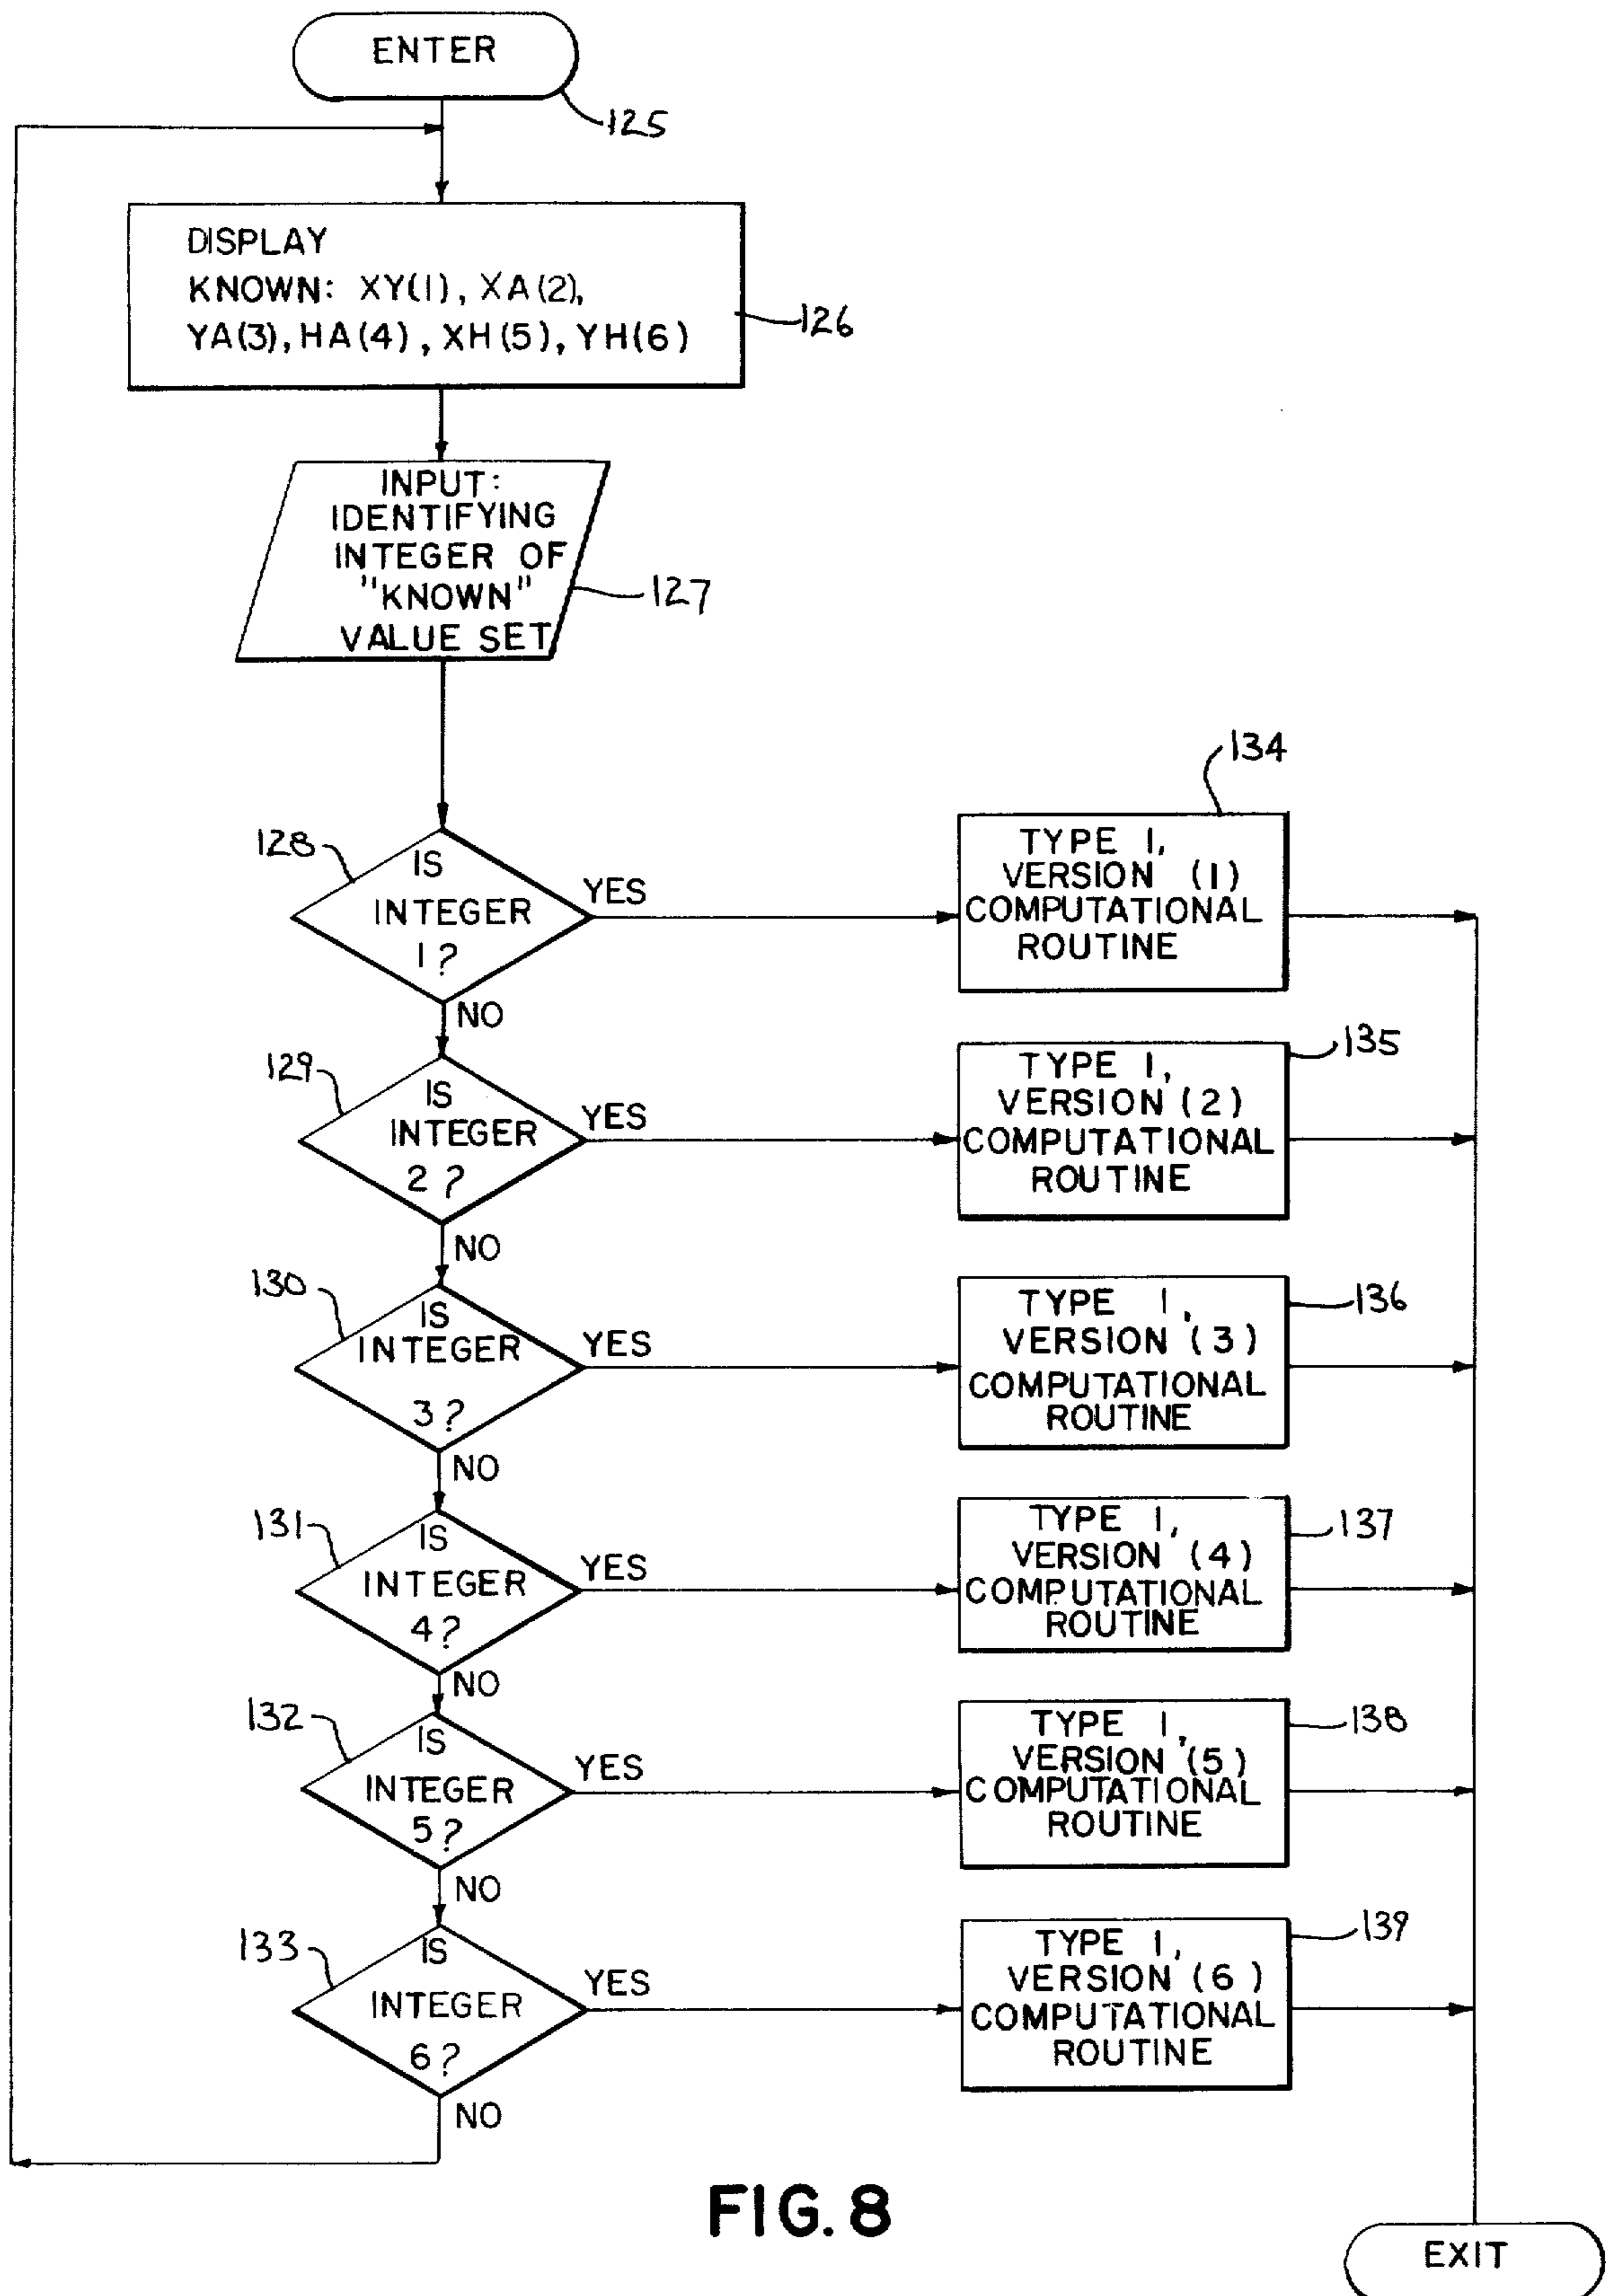 ENTER
125
DISPLAY
KNOWN: XY(1), XA(2),
YA(3), HA(4), XH(5), YH(6)
126
INPUT:
IDENTIFYING
INTEGER OF
"KNOWN"
VALUE SET
127
128
IS
INTEGER
1?
YES
NO
134
TYPE 1,
VERSION (1)
COMPUTATIONAL
ROUTINE
129
IS
INTEGER
2?
YES
NO
135
TYPE 1,
VERSION (2)
COMPUTATIONAL
ROUTINE
130
IS
INTEGER
3?
YES
NO
136
TYPE 1,
VERSION (3)
COMPUTATIONAL
ROUTINE
131
IS
INTEGER
4?
YES
NO
137
TYPE 1,
VERSION (4)
COMPUTATIONAL
ROUTINE
132
IS
INTEGER
5?
YES
NO
138
TYPE 1,
VERSION (5)
COMPUTATIONAL
ROUTINE
133
IS
INTEGER
6?
YES
NO
139
TYPE 1,
VERSION (6)
COMPUTATIONAL
ROUTINE
FIG. 8
EXIT